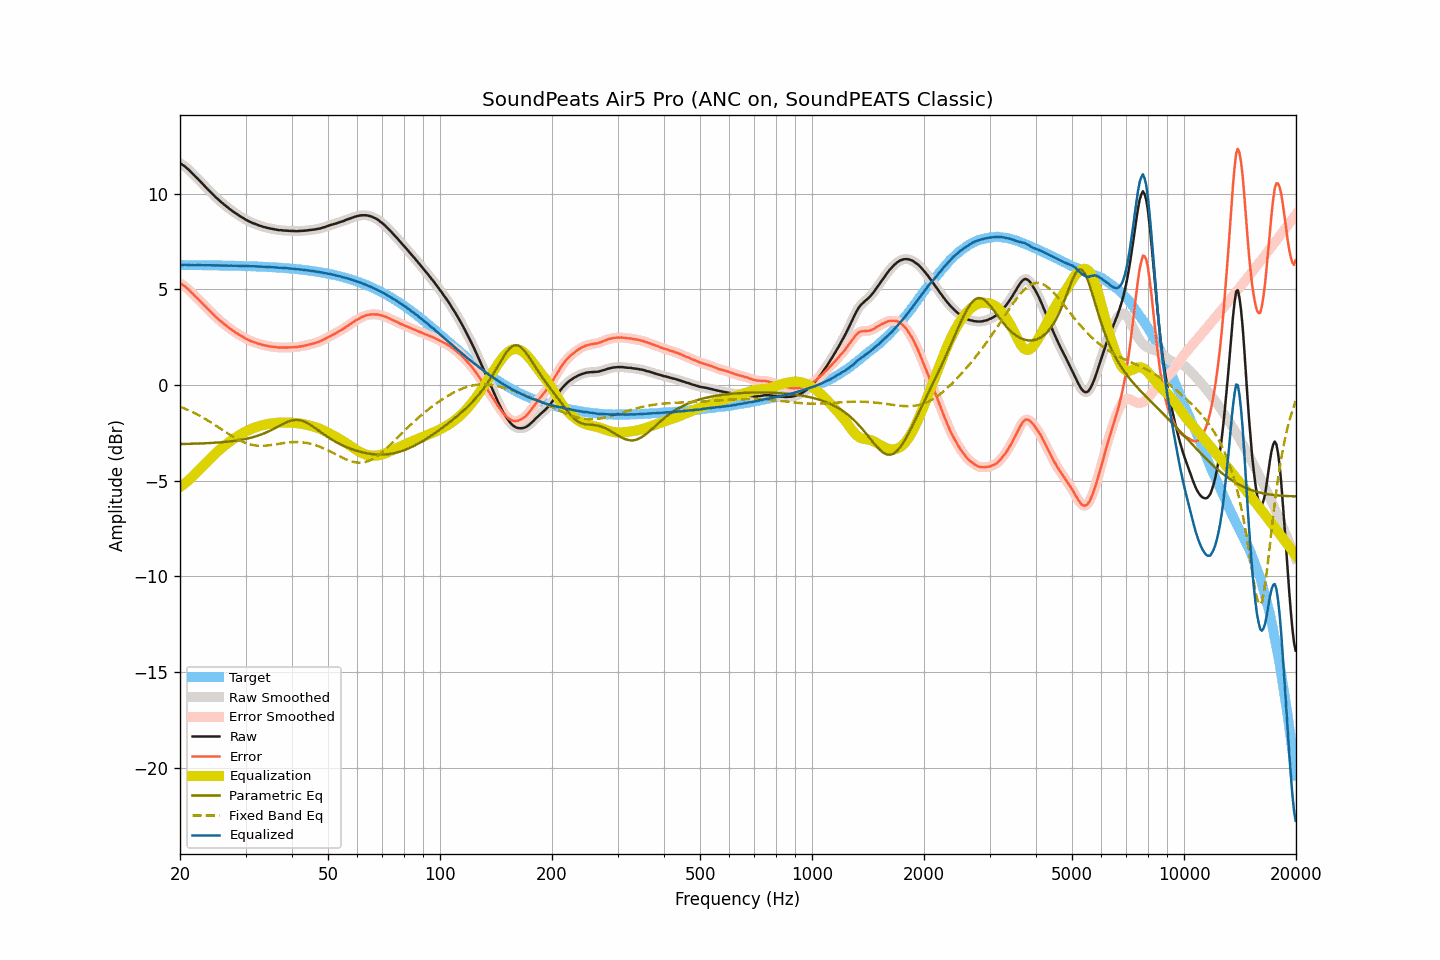 SoundPeats Air5 Pro (ANC on, SoundPEATS Classic)
10
5
0
−5
−10
−15
−20
Amplitude (dBr)
Target
Raw Smoothed
Error Smoothed
Raw
Error
Equalization
Parametric Eq
Fixed Band Eq
Equalized
20 50 100 200 500 1000 2000 5000 10000 20000
Frequency (Hz)